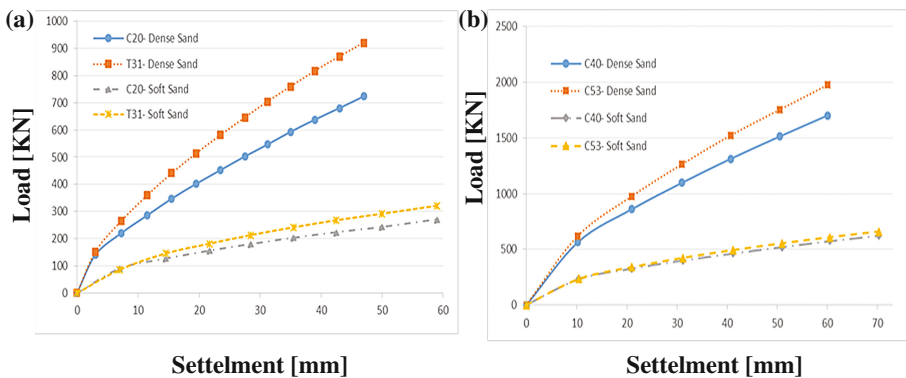 (a)
1000
900
800
700
600
500
400
300
200
100
0
Load [KN]
C20- Dense Sand
T31- Dense Sand
C20- Soft Sand
T31- Soft Sand
0 10 20 30 40 50 60
Settelment [mm]
(b)
2500
2000
1500
1000
500
0
Load [KN]
C40- Dense Sand
C53- Dense Sand
C40- Soft Sand
C53- Soft Sand
0 10 20 30 40 50 60 70
Settelment [mm]